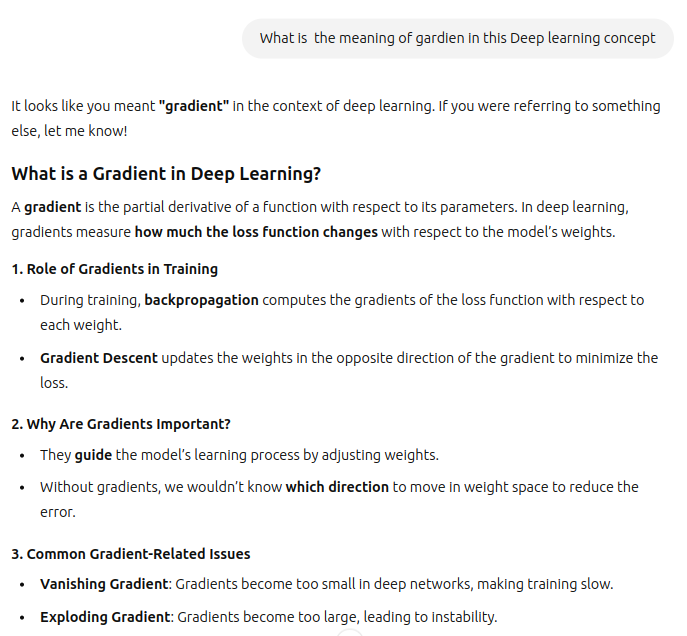 What is the meaning of gardien in this Deep learning concept
It looks like you meant "gradient" in the context of deep learning. If you were referring to something
else, let me know!
What is a Gradient in Deep Learning?
A gradient is the partial derivative of a function with respect to its parameters. In deep learning,
gradients measure how much the loss function changes with respect to the model’s weights.
1. Role of Gradients in Training
• During training, backpropagation computes the gradients of the loss function with respect to
each weight.
• Gradient Descent updates the weights in the opposite direction of the gradient to minimize the
loss.
2. Why Are Gradients Important?
• They guide the model’s learning process by adjusting weights.
• Without gradients, we wouldn’t know which direction to move in weight space to reduce the
error.
3. Common Gradient-Related Issues
• Vanishing Gradient: Gradients become too small in deep networks, making training slow.
• Exploding Gradient: Gradients become too large, leading to instability.